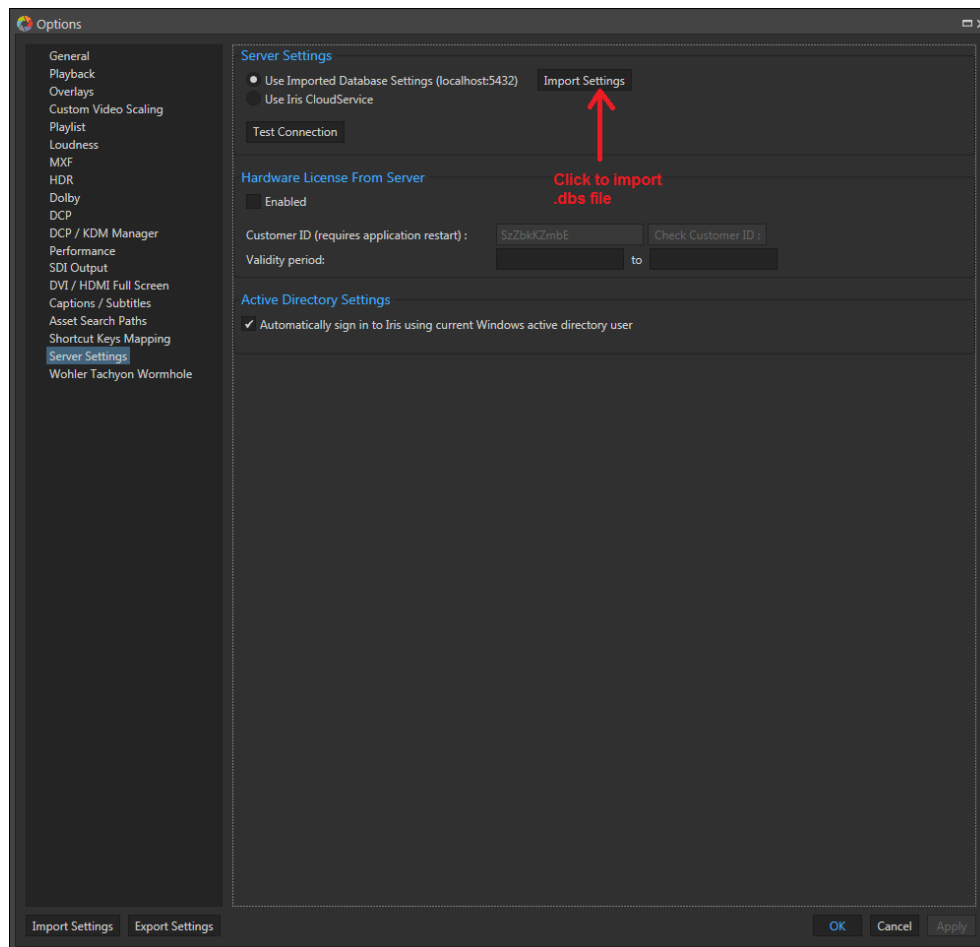 Options
General
Playback
Overlays
Custom Video Scaling
Playlist
Loudness
MXF
HDR
Dolby
DCP
DCP / KDM Manager
Performance
SDI Output
DVI / HDMI Full Screen
Captions / Subtitles
Asset Search Paths
Shortcut Keys Mapping
Server Settings
Wohler Tachyon Wormhole
Server Settings
Use Imported Database Settings (localhost:5432) Import Settings
Use Iris CloudService
Test Connection
Click to import
.dbs file
Hardware License From Server
Enabled
Customer ID (requires application restart) : SzZbkKZmbE Check Customer ID :
Validity period: to
Active Directory Settings
Automatically sign in to Iris using current Windows active directory user
Import Settings Export Settings OK Cancel Apply